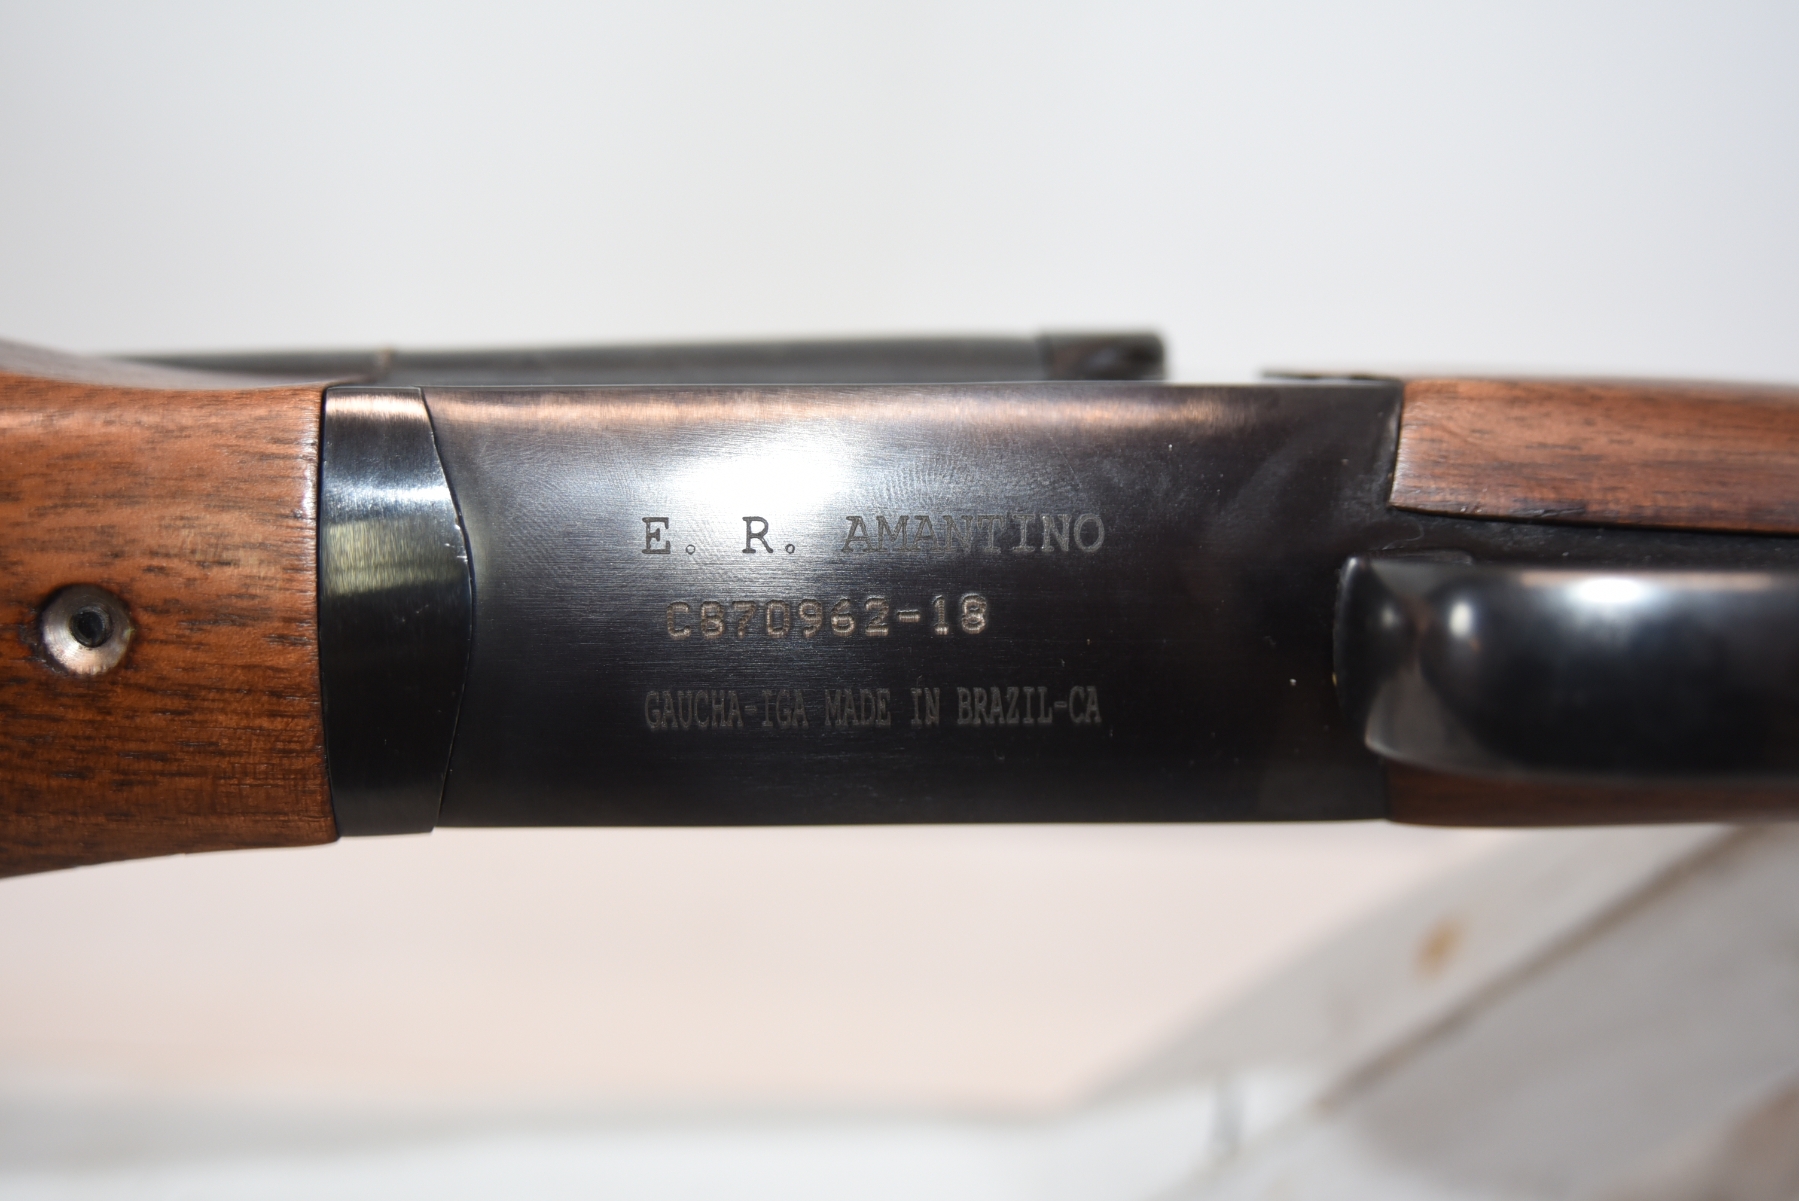 E. R. AMANTINO
C870962-18
GAUCHA-IGA MADE IN BRAZIL-CA